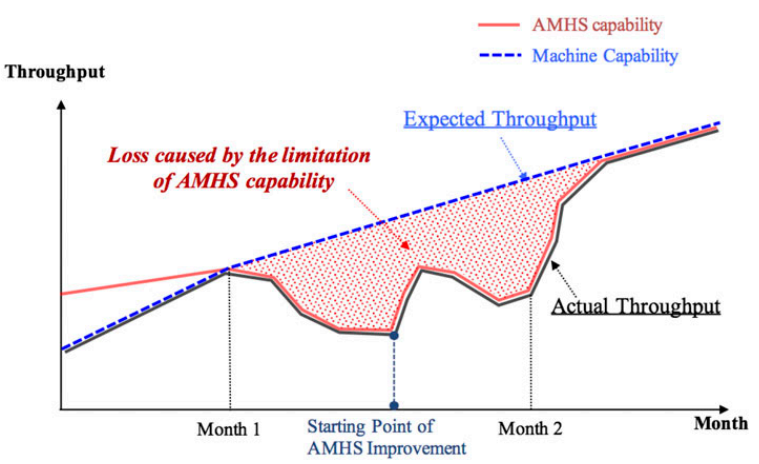 AMHS capability
Machine Capability
Throughput
Expected Throughput
Loss caused by the limitation
of AMHS capability
Actual Throughput
Month 1
Starting Point of
AMHS Improvement
Month 2
Month